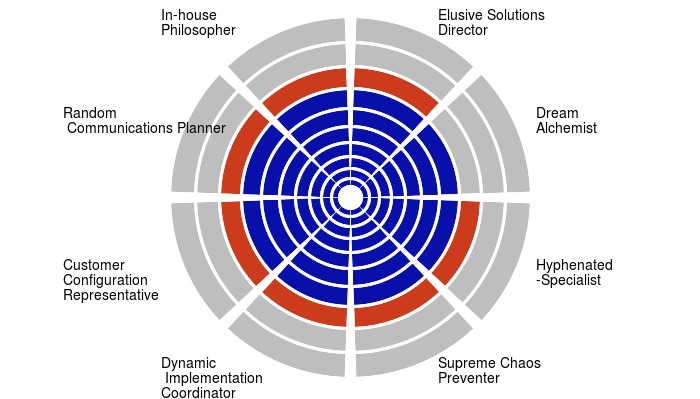 In-house
Philosopher
Elusive Solutions
Director
Random
Communications Planner
Dream
Alchemist
Customer
Configuration
Representative
Hyphenated
-Specialist
Dynamic
Implementation
Coordinator
Supreme Chaos
Preventer